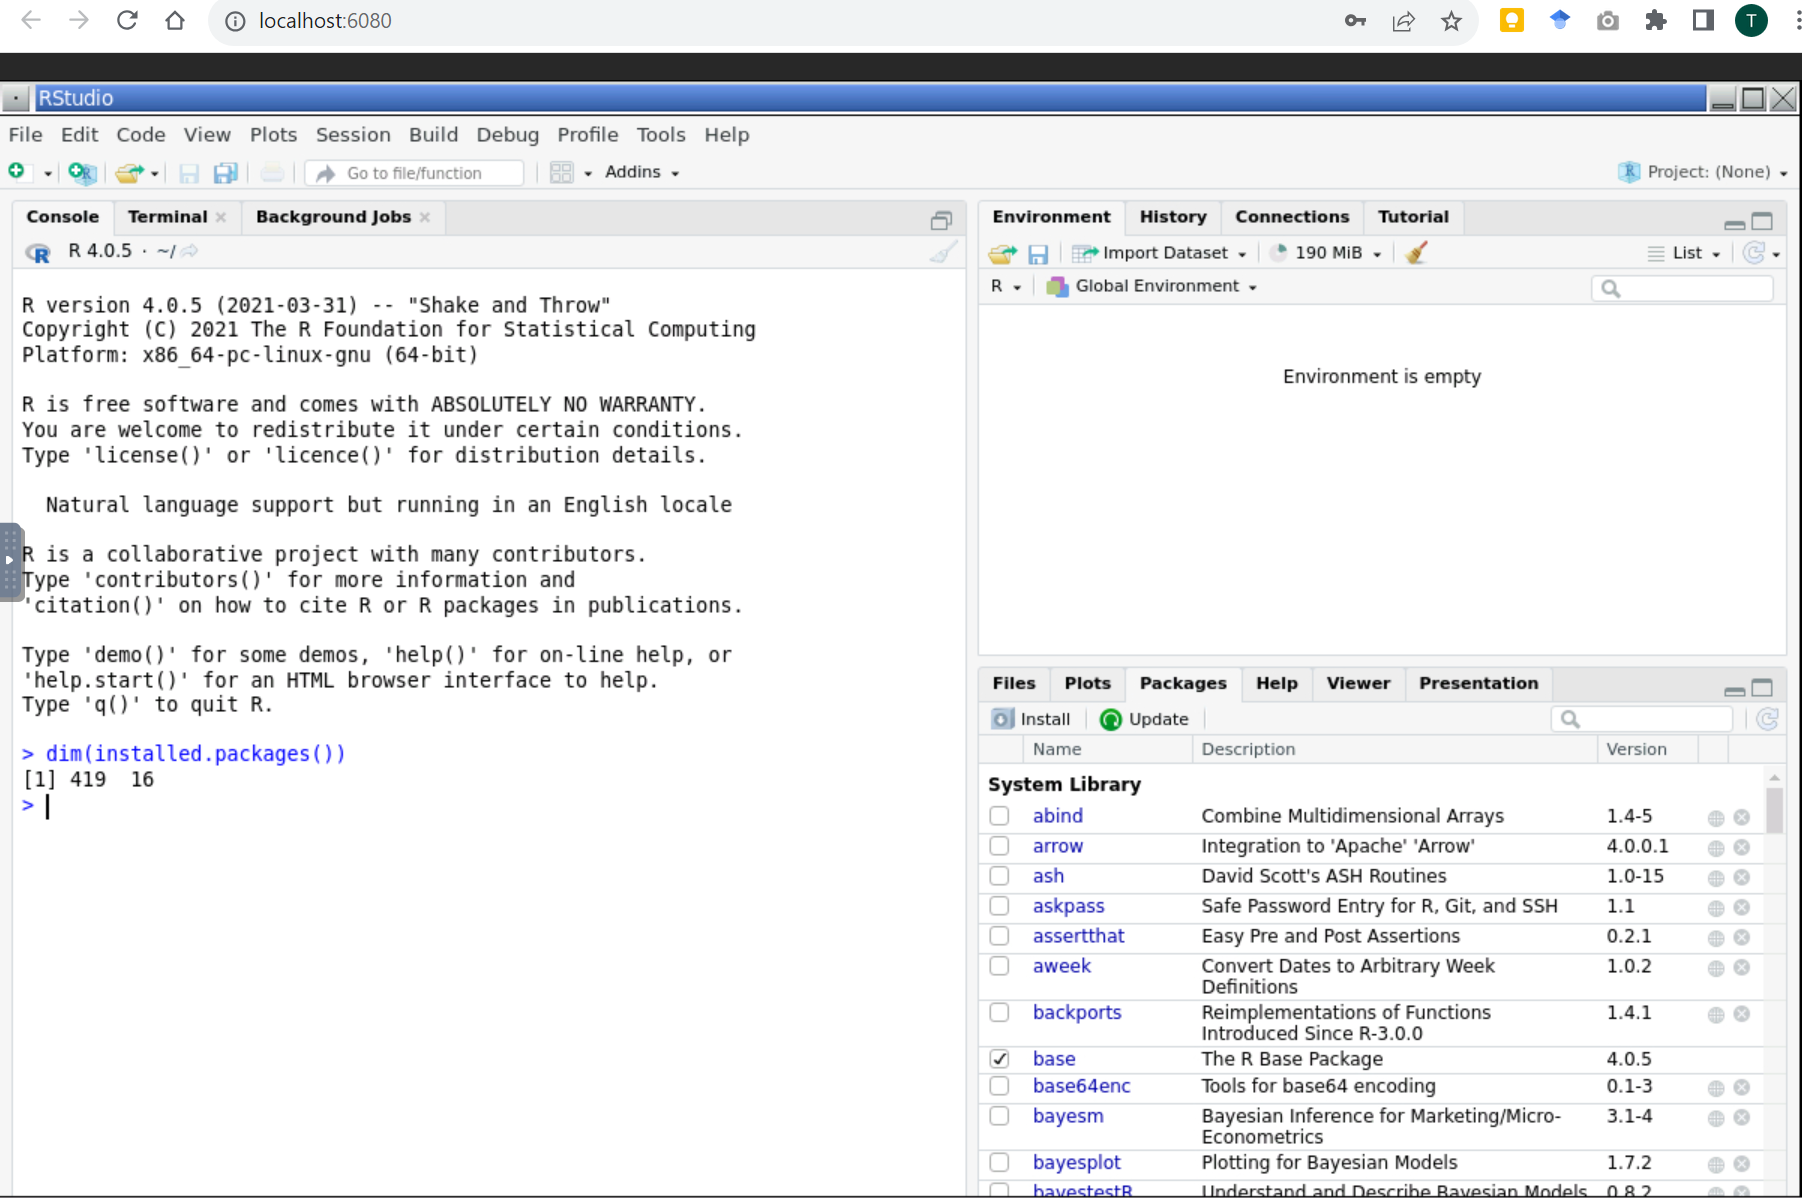 localhost:6080
T
RStudio
File Edit Code View Plots Session Build Debug Profile Tools Help
Go to file/function Addins Project: (None)
Console Terminal Background Jobs
R 4.0.5 · ~/
R version 4.0.5 (2021-03-31) -- "Shake and Throw"
Copyright (C) 2021 The R Foundation for Statistical Computing
Platform: x86_64-pc-linux-gnu (64-bit)
R is free software and comes with ABSOLUTELY NO WARRANTY.
You are welcome to redistribute it under certain conditions.
Type 'license()' or 'licence()' for distribution details.
Natural language support but running in an English locale
R is a collaborative project with many contributors.
Type 'contributors()' for more information and
'citation()' on how to cite R or R packages in publications.
Type 'demo()' for some demos, 'help()' for on-line help, or
'help.start()' for an HTML browser interface to help.
Type 'q()' to quit R.
> dim(installed.packages())
[1] 419  16
>
Environment History Connections Tutorial
Import Dataset 190 MiB List
R Global Environment
Environment is empty
Files Plots Packages Help Viewer Presentation
Install Update
Name Description Version
System Library
abind Combine Multidimensional Arrays 1.4-5
arrow Integration to 'Apache' 'Arrow' 4.0.0.1
ash David Scott's ASH Routines 1.0-15
askpass Safe Password Entry for R, Git, and SSH 1.1
assertthat Easy Pre and Post Assertions 0.2.1
aweek Convert Dates to Arbitrary Week 1.0.2
Definitions
backports Reimplementations of Functions 1.4.1
Introduced Since R-3.0.0
base The R Base Package 4.0.5
base64enc Tools for base64 encoding 0.1-3
bayesm Bayesian Inference for Marketing/Micro- 3.1-4
Econometrics
bayesplot Plotting for Bayesian Models 1.7.2
bayestestR Understand and Describe Bayesian Models 0.8.2